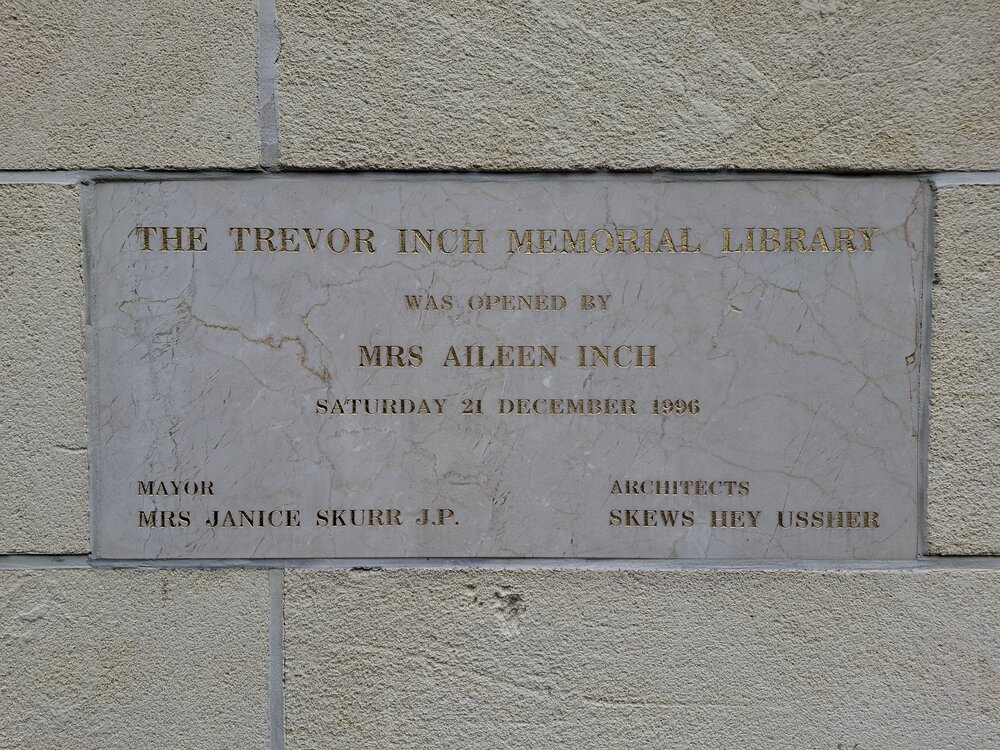 THE TREVOR INCH MEMORIAL LIBRARY
WAS OPENED BY
MRS AILEEN INCH
SATURDAY 21 DECEMBER 1996
MAYOR
MRS JANICE SKURR J.P.
ARCHITECTS
SKEWS HEY USSHER